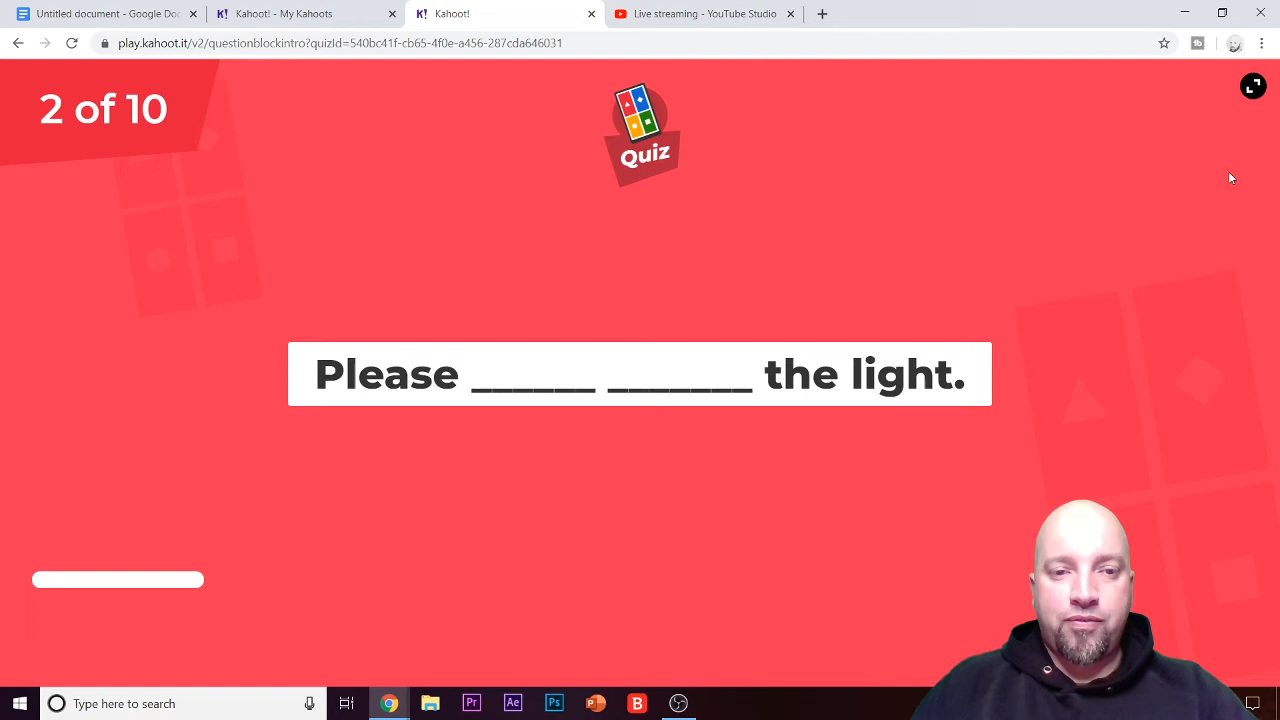 Untitled document - Google Doc
Kahoot! - My Kahoots
Kahoot!
Live streaming - YouTube Studio
play.kahoot.it/v2/questionblockintro?quizId=540bc41f-cb65-4f0e-a456-287cda646031
2 of 10
Quiz
Please ______ _______ the light.
Type here to search